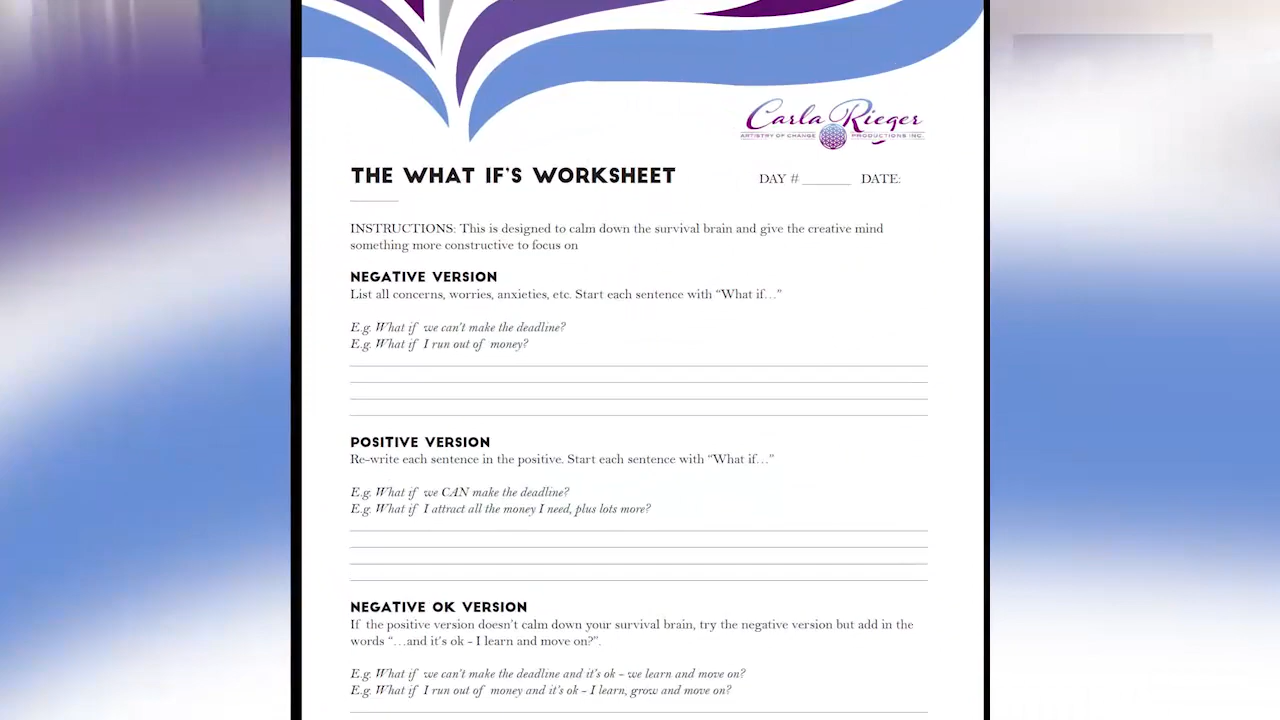 Carla Rieger
ARTISTRY OF CHANGE PRODUCTIONS INC.
THE WHAT IF'S WORKSHEET DAY # _______ DATE:
_______
INSTRUCTIONS: This is designed to calm down the survival brain and give the creative mind
something more constructive to focus on
NEGATIVE VERSION
List all concerns, worries, anxieties, etc. Start each sentence with “What if…”
E.g. What if we can't make the deadline?
E.g. What if I run out of money?
POSITIVE VERSION
Re-write each sentence in the positive. Start each sentence with “What if…”
E.g. What if we CAN make the deadline?
E.g. What if I attract all the money I need, plus lots more?
NEGATIVE OK VERSION
If the positive version doesn't calm down your survival brain, try the negative version but add in the
words “…and it's ok - I learn and move on?”.
E.g. What if we can't make the deadline and it's ok - we learn and move on?
E.g. What if I run out of money and it's ok - I learn, grow and move on?